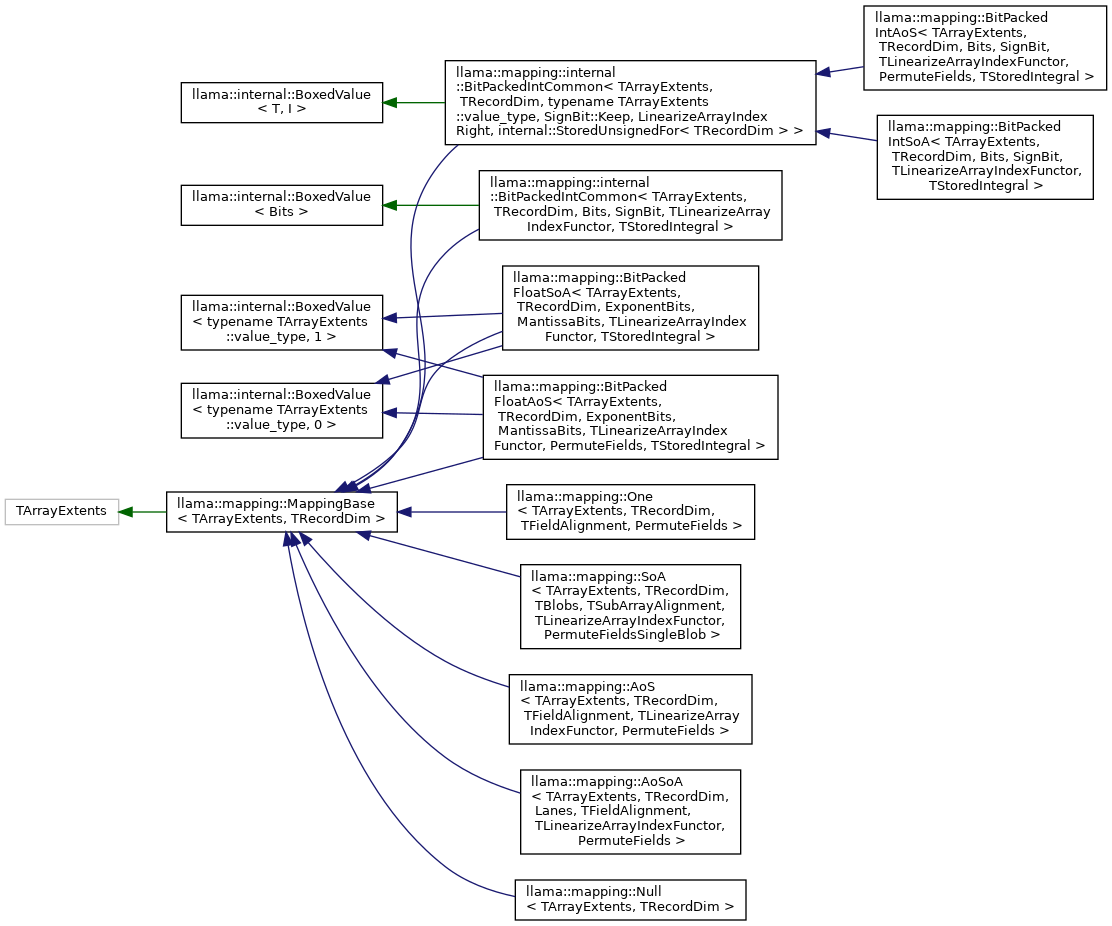 llama::mapping::BitPacked
IntAoS< TArrayExtents,
TRecordDim, Bits, SignBit,
TLinearizeArrayIndexFunctor,
PermuteFields, TStoredIntegral >
llama::mapping::internal
::BitPackedIntCommon< TArrayExtents,
TRecordDim, typename TArrayExtents
::value_type, SignBit::Keep, LinearizeArrayIndex
Right, internal::StoredUnsignedFor< TRecordDim > >
llama::internal::BoxedValue
< T, I >
llama::mapping::BitPacked
IntSoA< TArrayExtents,
TRecordDim, Bits, SignBit,
TLinearizeArrayIndexFunctor,
TStoredIntegral >
llama::internal::BoxedValue
< Bits >
llama::mapping::internal
::BitPackedIntCommon< TArrayExtents,
TRecordDim, Bits, SignBit, TLinearizeArray
IndexFunctor, TStoredIntegral >
llama::internal::BoxedValue
< typename TArrayExtents
::value_type, 1 >
llama::mapping::BitPacked
FloatSoA< TArrayExtents,
TRecordDim, ExponentBits,
MantissaBits, TLinearizeArrayIndex
Functor, TStoredIntegral >
llama::internal::BoxedValue
< typename TArrayExtents
::value_type, 0 >
llama::mapping::BitPacked
FloatAoS< TArrayExtents,
TRecordDim, ExponentBits,
MantissaBits, TLinearizeArrayIndex
Functor, PermuteFields, TStoredIntegral >
TArrayExtents
llama::mapping::MappingBase
< TArrayExtents, TRecordDim >
llama::mapping::One
< TArrayExtents, TRecordDim,
TFieldAlignment, PermuteFields >
llama::mapping::SoA
< TArrayExtents, TRecordDim,
TBlobs, TSubArrayAlignment,
TLinearizeArrayIndexFunctor,
PermuteFieldsSingleBlob >
llama::mapping::AoS
< TArrayExtents, TRecordDim,
TFieldAlignment, TLinearizeArray
IndexFunctor, PermuteFields >
llama::mapping::AoSoA
< TArrayExtents, TRecordDim,
Lanes, TFieldAlignment,
TLinearizeArrayIndexFunctor,
PermuteFields >
llama::mapping::Null
< TArrayExtents, TRecordDim >